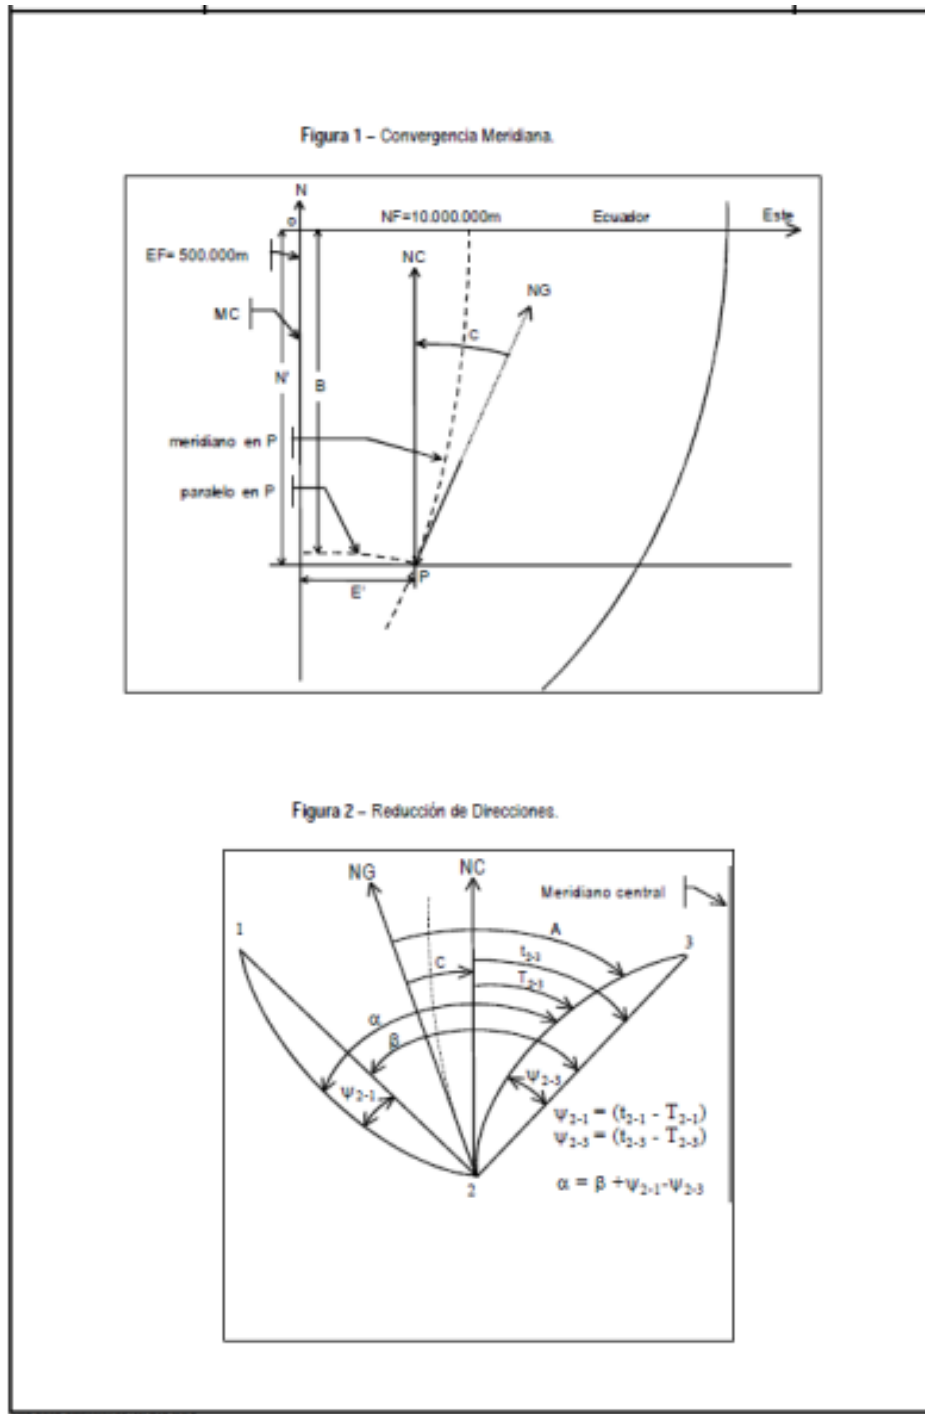 Figura 1 – Convergencia Meridiana.
N
o
NF=10.000.000m
Ecuador
Este
EF= 500.000m
NC
NG
MC
C
N'
B
meridiano en P
paralelo en P
P
E'
Figura 2 – Reducción de Direcciones.
NG
NC
Meridiano central
1
A
3
t₂₋₃
C
T₂₋₃
α
β
ψ₂₋₁
ψ₂₋₃
ψ₂₋₁ = (t₂₋₁ - T₂₋₁)
ψ₂₋₃ = (t₂₋₃ - T₂₋₃)
2
α = β +ψ₂₋₁-ψ₂₋₃